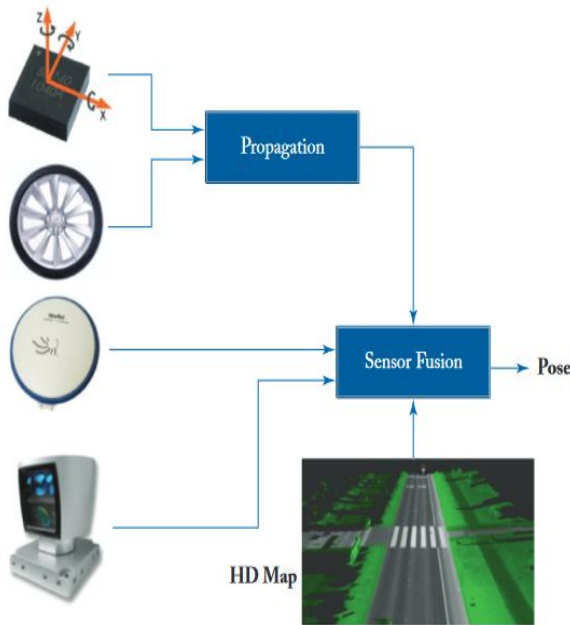 Z
Y
X
Propagation
Sensor Fusion
Pose
HD Map